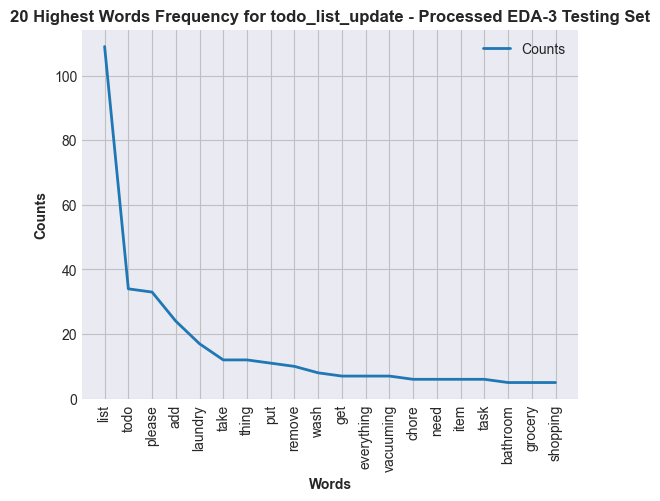 20 Highest Words Frequency for todo_list_update - Processed EDA-3 Testing Set
Counts
100
80
60
40
20
0
Counts
list
todo
please
add
laundry
take
thing
put
remove
wash
get
everything
vacuuming
chore
need
item
task
bathroom
grocery
shopping
Words